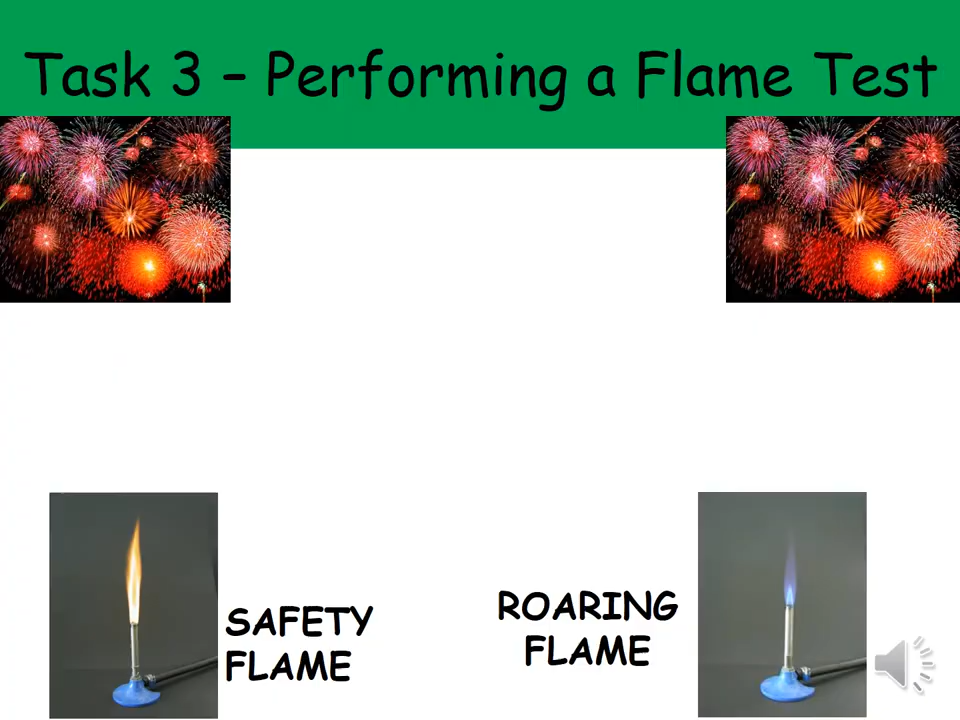 Task 3 – Performing a Flame Test
SAFETY
FLAME
ROARING
FLAME